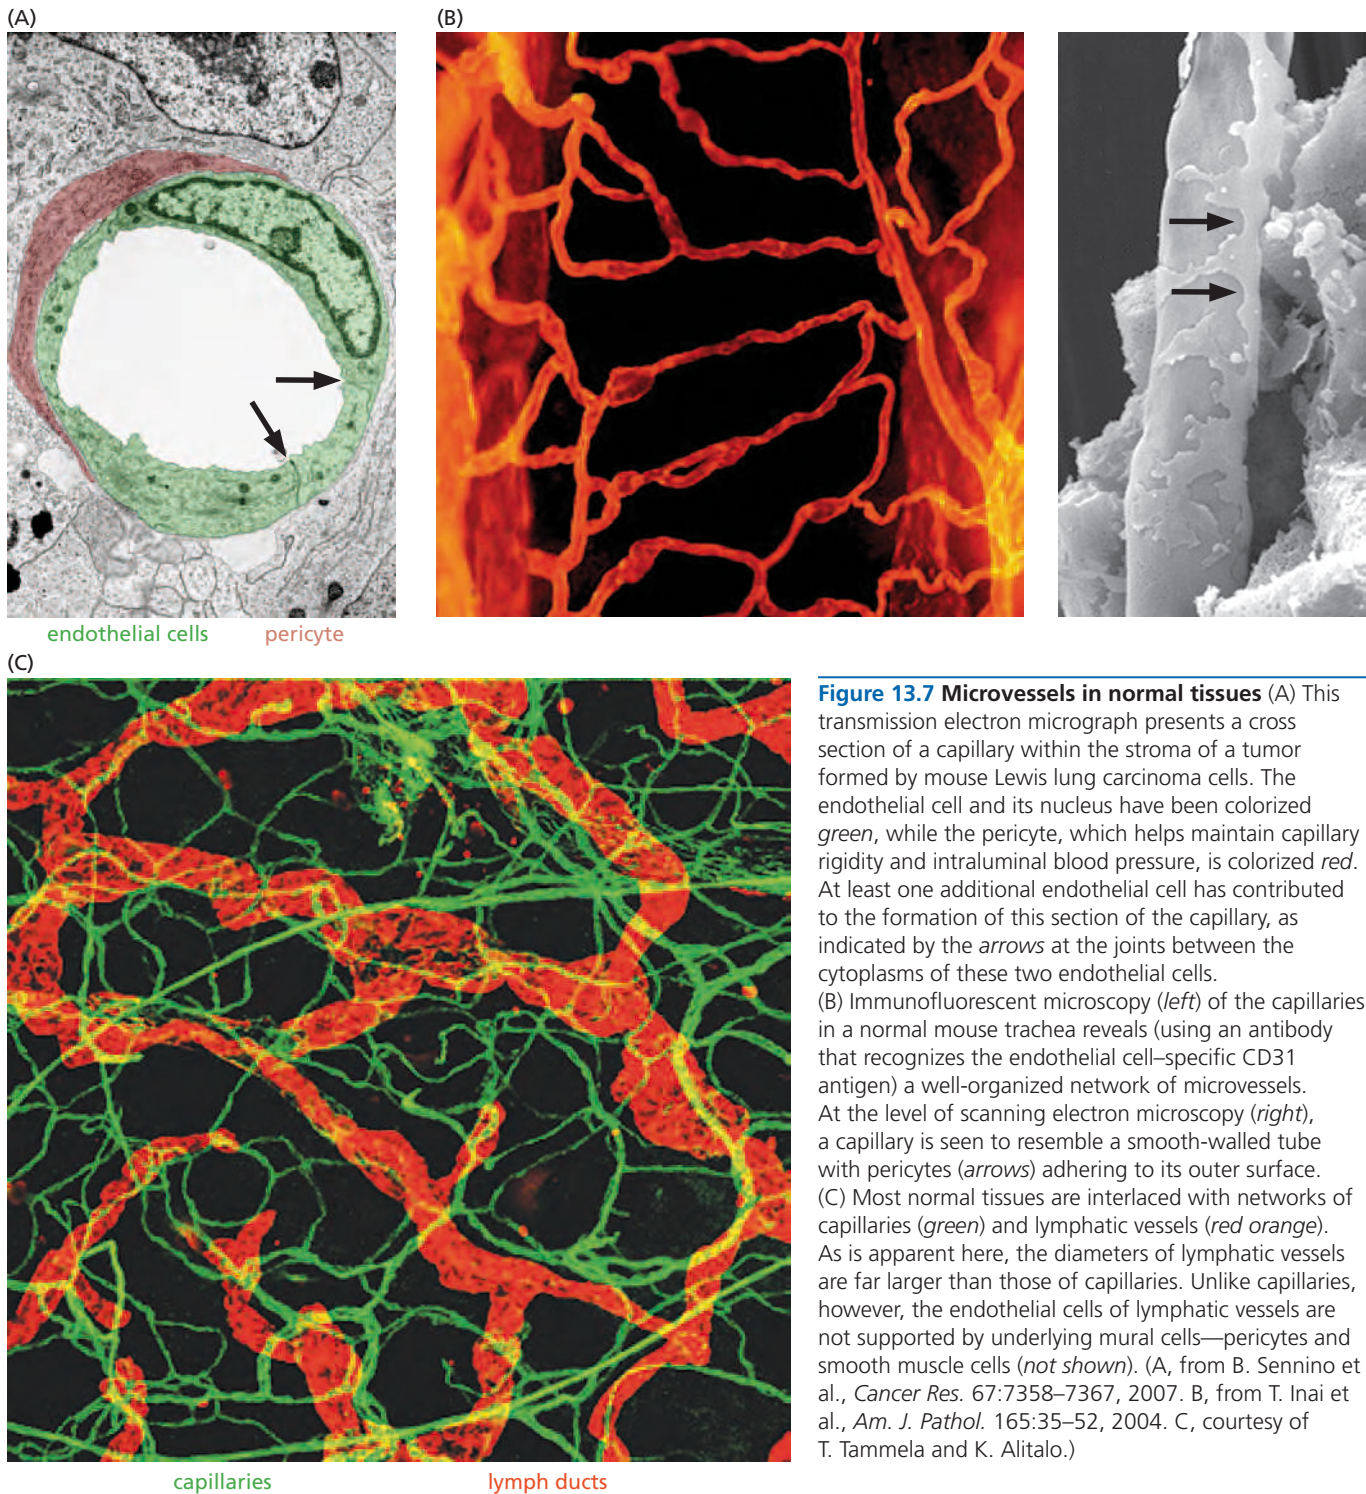 (A)
(B)
endothelial cells
pericyte
(C)
capillaries
lymph ducts
Figure 13.7 Microvessels in normal tissues (A) This
transmission electron micrograph presents a cross
section of a capillary within the stroma of a tumor
formed by mouse Lewis lung carcinoma cells. The
endothelial cell and its nucleus have been colorized
green, while the pericyte, which helps maintain capillary
rigidity and intraluminal blood pressure, is colorized red.
At least one additional endothelial cell has contributed
to the formation of this section of the capillary, as
indicated by the arrows at the joints between the
cytoplasms of these two endothelial cells.
(B) Immunofluorescent microscopy (left) of the capillaries
in a normal mouse trachea reveals (using an antibody
that recognizes the endothelial cell–specific CD31
antigen) a well-organized network of microvessels.
At the level of scanning electron microscopy (right),
a capillary is seen to resemble a smooth-walled tube
with pericytes (arrows) adhering to its outer surface.
(C) Most normal tissues are interlaced with networks of
capillaries (green) and lymphatic vessels (red orange).
As is apparent here, the diameters of lymphatic vessels
are far larger than those of capillaries. Unlike capillaries,
however, the endothelial cells of lymphatic vessels are
not supported by underlying mural cells—pericytes and
smooth muscle cells (not shown). (A, from B. Sennino et
al., Cancer Res. 67:7358–7367, 2007. B, from T. Inai et
al., Am. J. Pathol. 165:35–52, 2004. C, courtesy of
T. Tammela and K. Alitalo.)